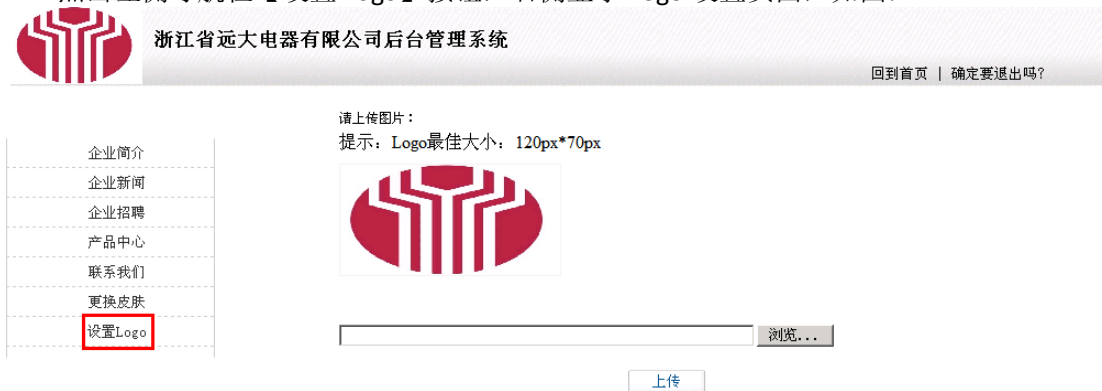 浙江省远大电器有限公司后台管理系统
回到首页 | 确定要退出吗?
请上传图片:
提示: Logo最佳大小: 120px*70px
企业简介
企业新闻
企业招聘
产品中心
联系我们
更换皮肤
设置Logo
浏览...
上传